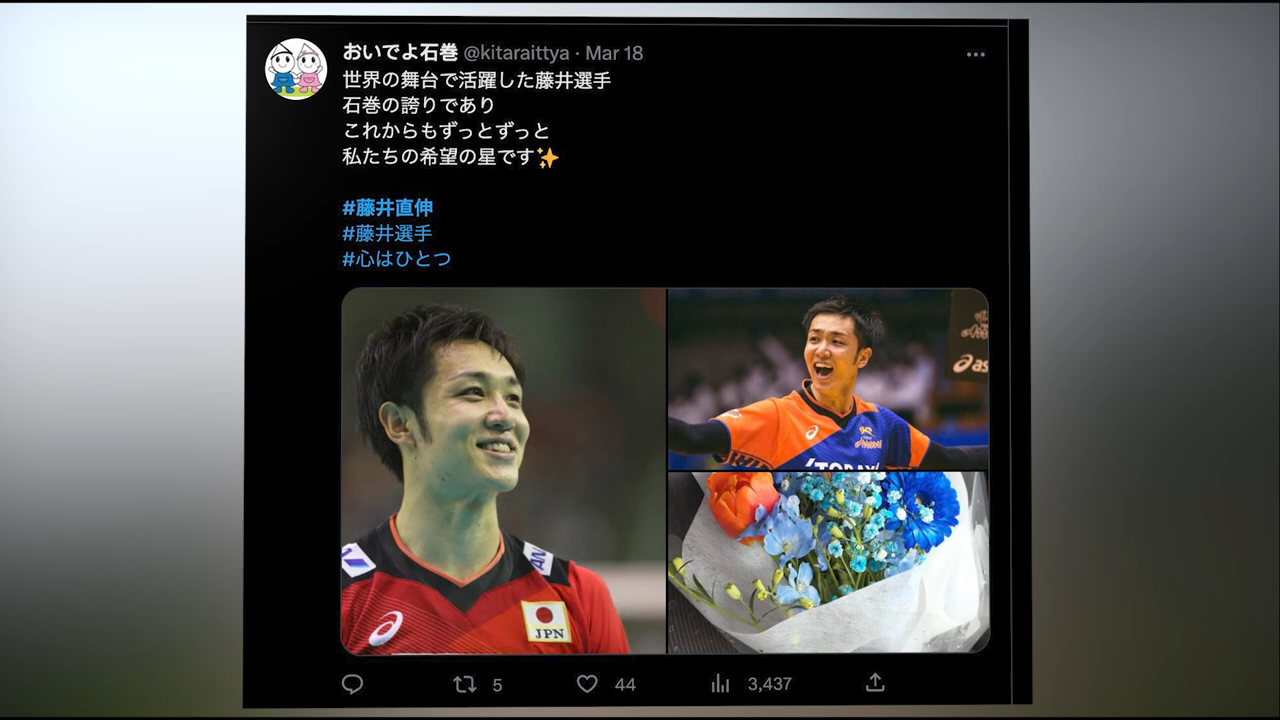 おいでよ石巻 @kitaraittya · Mar 18
世界の舞台で活躍した藤井選手
石巻の誇りであり
これからもずっとずっと
私たちの希望の星です✨
#藤井直伸
#藤井選手
#心はひとつ
JPN
5 44 3,437